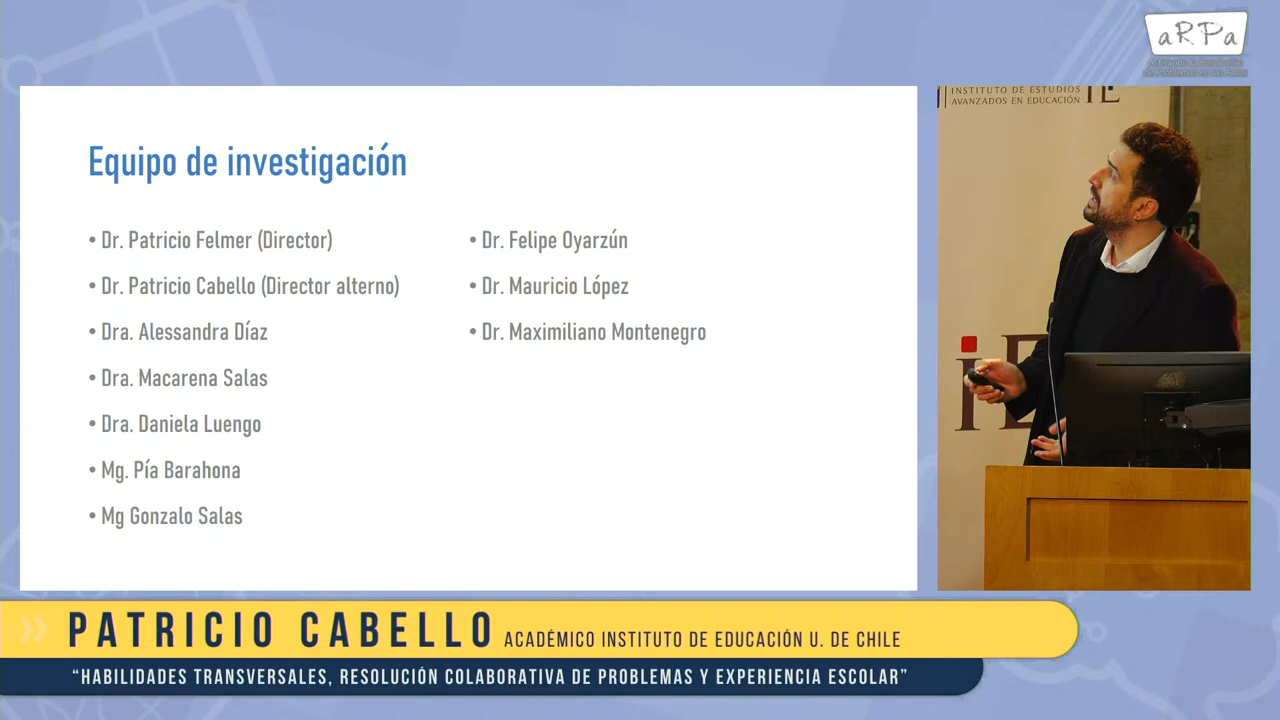 aRPa
INSTITUTO DE ESTUDIOS
AVANZADOS EN EDUCACIÓN
IE
Equipo de investigación
• Dr. Patricio Felmer (Director)
• Dr. Patricio Cabello (Director alterno)
• Dra. Alessandra Díaz
• Dra. Macarena Salas
• Dra. Daniela Luengo
• Mg. Pía Barahona
• Mg Gonzalo Salas
• Dr. Felipe Oyarzún
• Dr. Mauricio López
• Dr. Maximiliano Montenegro
iE
PATRICIO CABELLO ACADÉMICO INSTITUTO DE EDUCACIÓN U. DE CHILE
“HABILIDADES TRANSVERSALES, RESOLUCIÓN COLABORATIVA DE PROBLEMAS Y EXPERIENCIA ESCOLAR”